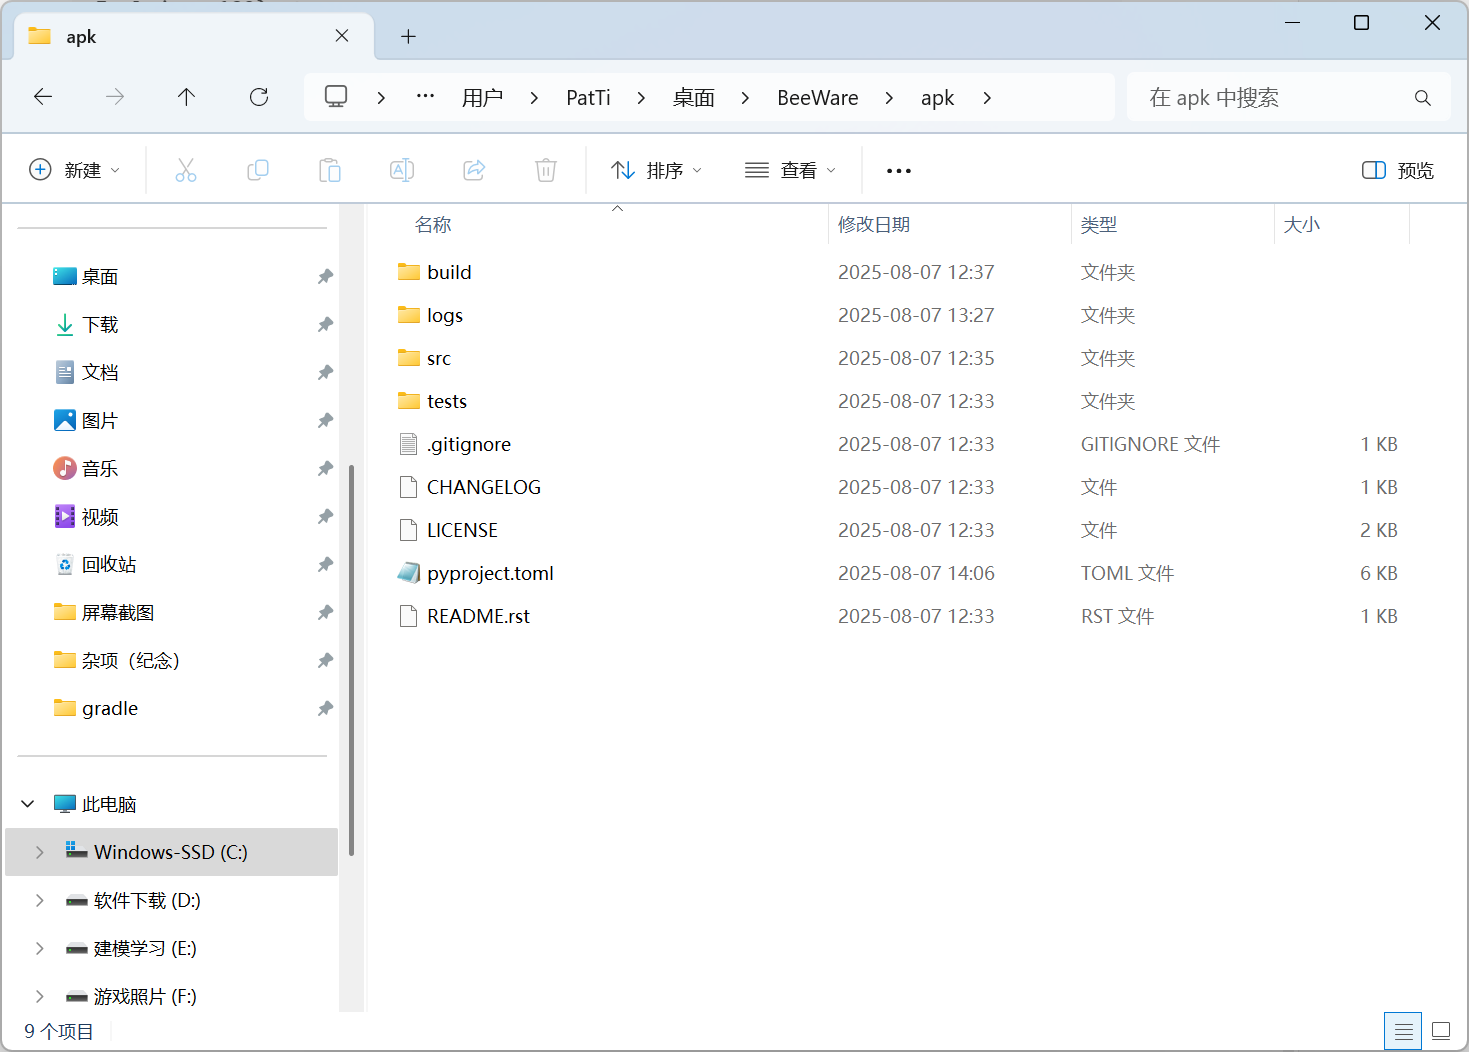 apk
用户 PatTi 桌面 BeeWare apk
在 apk 中搜索
新建 排序 查看 预览
桌面
下载
文档
图片
音乐
视频
回收站
屏幕截图
杂项（纪念）
gradle
此电脑
Windows-SSD (C:)
软件下载 (D:)
建模学习 (E:)
游戏照片 (F:)
名称 修改日期 类型 大小
build 2025-08-07 12:37 文件夹
logs 2025-08-07 13:27 文件夹
src 2025-08-07 12:35 文件夹
tests 2025-08-07 12:33 文件夹
.gitignore 2025-08-07 12:33 GITIGNORE 文件 1 KB
CHANGELOG 2025-08-07 12:33 文件 1 KB
LICENSE 2025-08-07 12:33 文件 2 KB
pyproject.toml 2025-08-07 14:06 TOML 文件 6 KB
README.rst 2025-08-07 12:33 RST 文件 1 KB
9 个项目